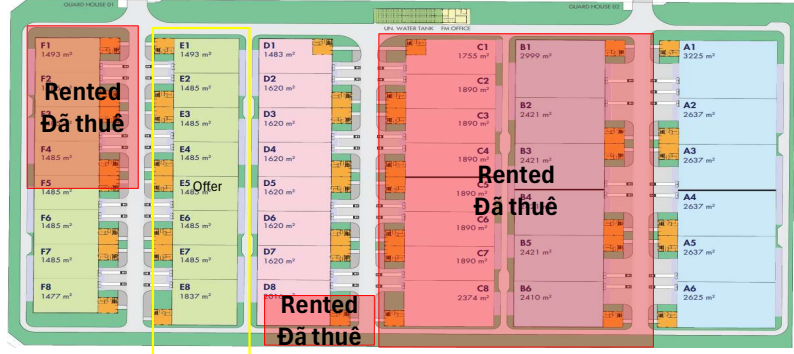 GUARD HOUSE 01
GUARD HOUSE 02
UN. WATER TANK FM OFFICE
F1
1493 m²
F2
Rented
Đã thuê
F4
1485 m²
F5
1485 m²
F6
1485 m²
F7
1485 m²
F8
1477 m²
E1
1493 m²
E2
1485 m²
E3
1485 m²
E4
1485 m²
E5
1485 m²
Offer
E6
1485 m²
E7
1485 m²
E8
1837 m²
D1
1483 m²
D2
1620 m²
D3
1620 m²
D4
1620 m²
D5
1620 m²
D6
1620 m²
D7
1620 m²
D8
Rented
Đã thuê
C1
1755 m²
C2
1890 m²
C3
1890 m²
C4
1890 m²
C5
1890 m²
C6
1890 m²
C7
1890 m²
C8
2374 m²
Rented
Đã thuê
B1
2999 m²
B2
2421 m²
B3
2421 m²
B4
B5
2421 m²
B6
2410 m²
A1
3225 m²
A2
2637 m²
A3
2637 m²
A4
2637 m²
A5
2637 m²
A6
2625 m²